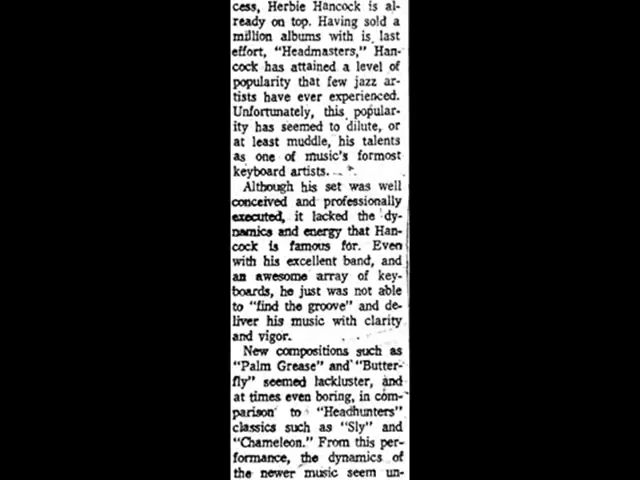 cess, Herbie Hancock is al-
ready on top. Having sold a
million albums with is last
effort, "Headmasters," Han-
cock has attained a level of
popularity that few jazz ar-
tists have ever experienced.
Unfortunately, this popular-
ity has seemed to dilute, or
at least muddle, his talents
as one of music's formost
keyboard artists.
Although his set was well
conceived and professionally
executed, it lacked the dy-
namics and energy that Han-
cock is famous for. Even
with his excellent band, and
an awesome array of key-
boards, he just was not able
to "find the groove" and de-
liver his music with clarity
and vigor.
New compositions such as
"Palm Grease" and "Butter-
fly" seemed lackluster, and
at times even boring, in com-
parison to "Headhunters"
classics such as "Sly" and
"Chameleon." From this per-
formance, the dynamics of
the newer music seem un-